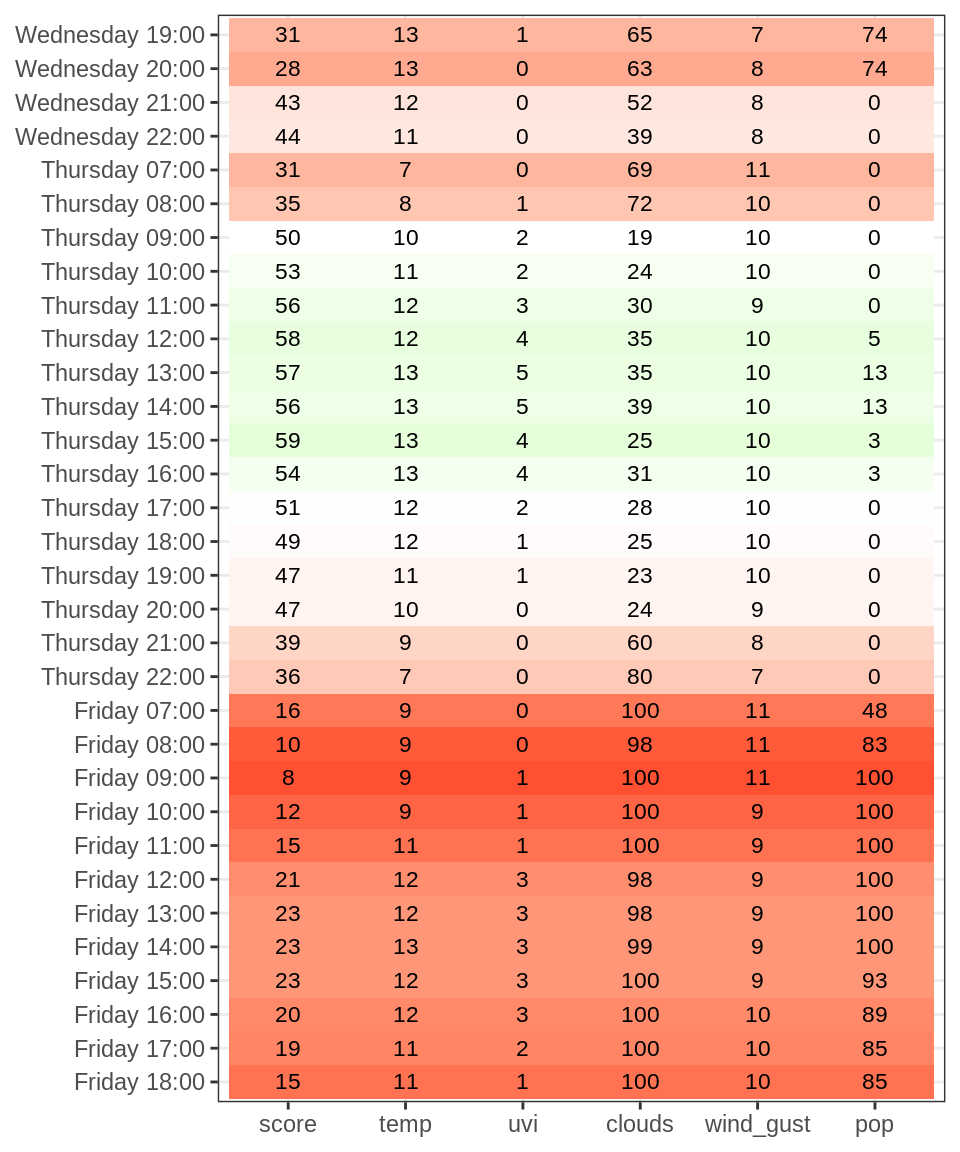 Wednesday 19:00 31 13 1 65 7 74
Wednesday 20:00 28 13 0 63 8 74
Wednesday 21:00 43 12 0 52 8 0
Wednesday 22:00 44 11 0 39 8 0
Thursday 07:00 31 7 0 69 11 0
Thursday 08:00 35 8 1 72 10 0
Thursday 09:00 50 10 2 19 10 0
Thursday 10:00 53 11 2 24 10 0
Thursday 11:00 56 12 3 30 9 0
Thursday 12:00 58 12 4 35 10 5
Thursday 13:00 57 13 5 35 10 13
Thursday 14:00 56 13 5 39 10 13
Thursday 15:00 59 13 4 25 10 3
Thursday 16:00 54 13 4 31 10 3
Thursday 17:00 51 12 2 28 10 0
Thursday 18:00 49 12 1 25 10 0
Thursday 19:00 47 11 1 23 10 0
Thursday 20:00 47 10 0 24 9 0
Thursday 21:00 39 9 0 60 8 0
Thursday 22:00 36 7 0 80 7 0
Friday 07:00 16 9 0 100 11 48
Friday 08:00 10 9 0 98 11 83
Friday 09:00 8 9 1 100 11 100
Friday 10:00 12 9 1 100 9 100
Friday 11:00 15 11 1 100 9 100
Friday 12:00 21 12 3 98 9 100
Friday 13:00 23 12 3 98 9 100
Friday 14:00 23 13 3 99 9 100
Friday 15:00 23 12 3 100 9 93
Friday 16:00 20 12 3 100 10 89
Friday 17:00 19 11 2 100 10 85
Friday 18:00 15 11 1 100 10 85
score temp uvi clouds wind_gust pop